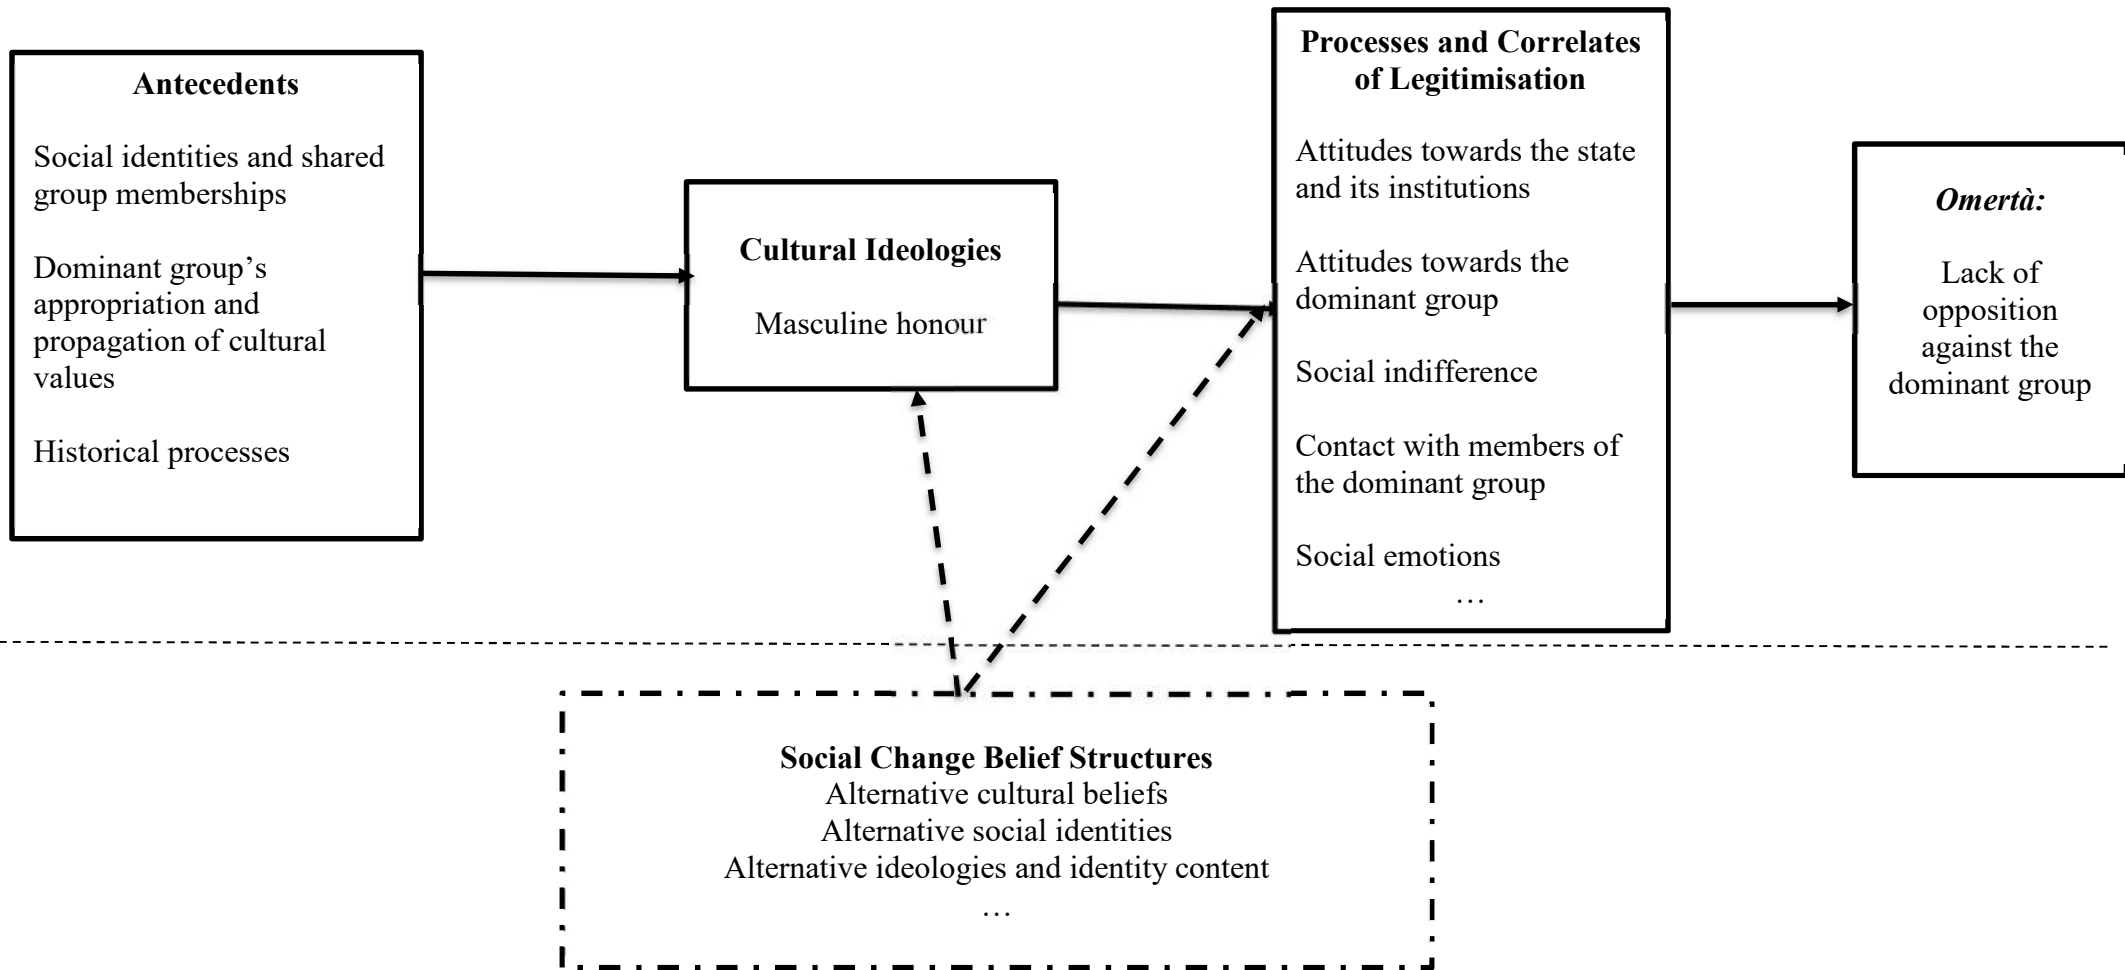 Antecedents
Social identities and shared
group memberships
Dominant group’s
appropriation and
propagation of cultural
values
Historical processes
Cultural Ideologies
Masculine honour
Processes and Correlates
of Legitimisation
Attitudes towards the state
and its institutions
Attitudes towards the
dominant group
Social indifference
Contact with members of
the dominant group
Social emotions
…
Omertà:
Lack of
opposition
against the
dominant group
Social Change Belief Structures
Alternative cultural beliefs
Alternative social identities
Alternative ideologies and identity content
…